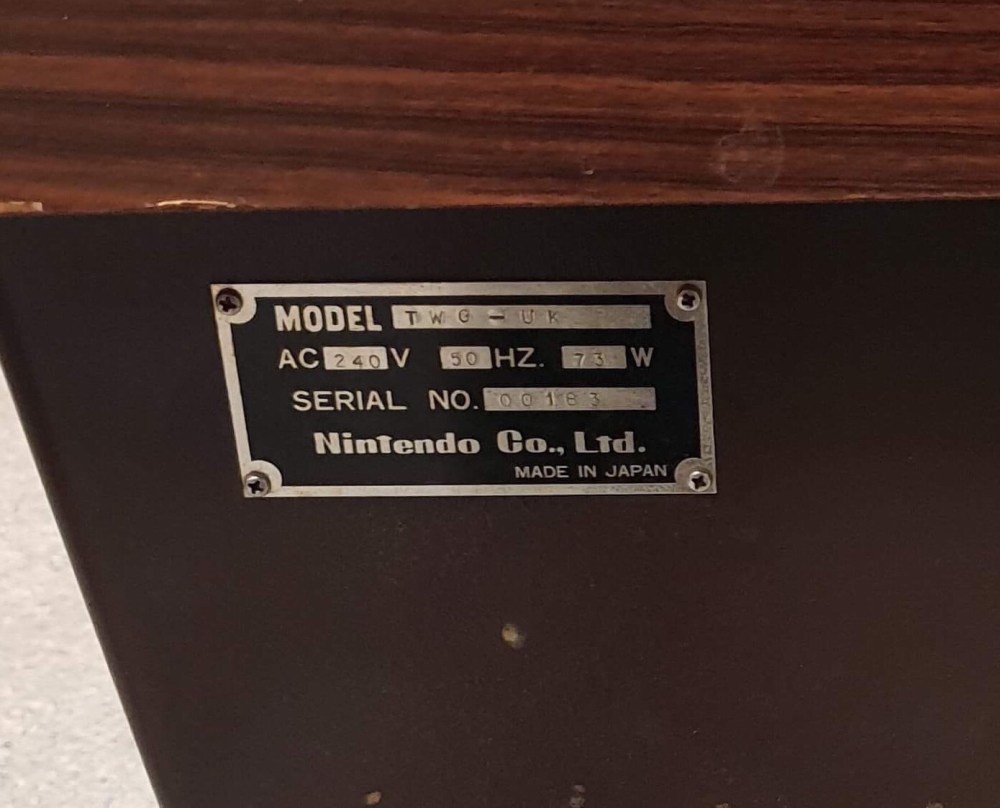 MODEL TWG-UK
AC 240 V 50 HZ. 73 W
SERIAL NO. 00183
Nintendo Co., Ltd.
MADE IN JAPAN